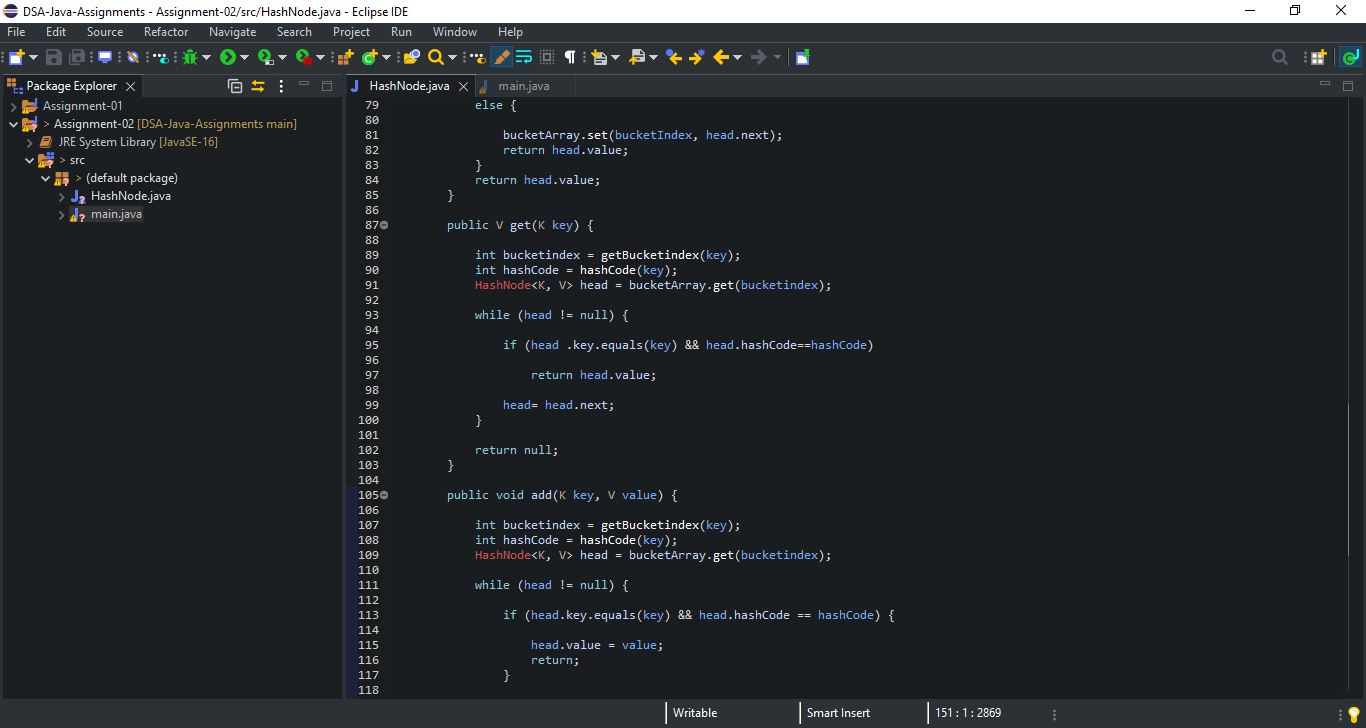 DSA-Java-Assignments - Assignment-02/src/HashNode.java - Eclipse IDE
File Edit Source Refactor Navigate Search Project Run Window Help
Package Explorer
HashNode.java
main.java
Assignment-01
> Assignment-02 [DSA-Java-Assignments main]
JRE System Library [JavaSE-16]
> src
> (default package)
HashNode.java
main.java
79 else {
80
81 bucketArray.set(bucketIndex, head.next);
82 return head.value;
83 }
84 return head.value;
85 }
86
87 public V get(K key) {
88
89 int bucketindex = getBucketindex(key);
90 int hashCode = hashCode(key);
91 HashNode<K, V> head = bucketArray.get(bucketindex);
92
93 while (head != null) {
94
95 if (head .key.equals(key) && head.hashCode==hashCode)
96
97 return head.value;
98
99 head= head.next;
100 }
101
102 return null;
103 }
104
105 public void add(K key, V value) {
106
107 int bucketindex = getBucketindex(key);
108 int hashCode = hashCode(key);
109 HashNode<K, V> head = bucketArray.get(bucketindex);
110
111 while (head != null) {
112
113 if (head.key.equals(key) && head.hashCode == hashCode) {
114
115 head.value = value;
116 return;
117 }
118
Writable
Smart Insert
151 : 1 : 2869